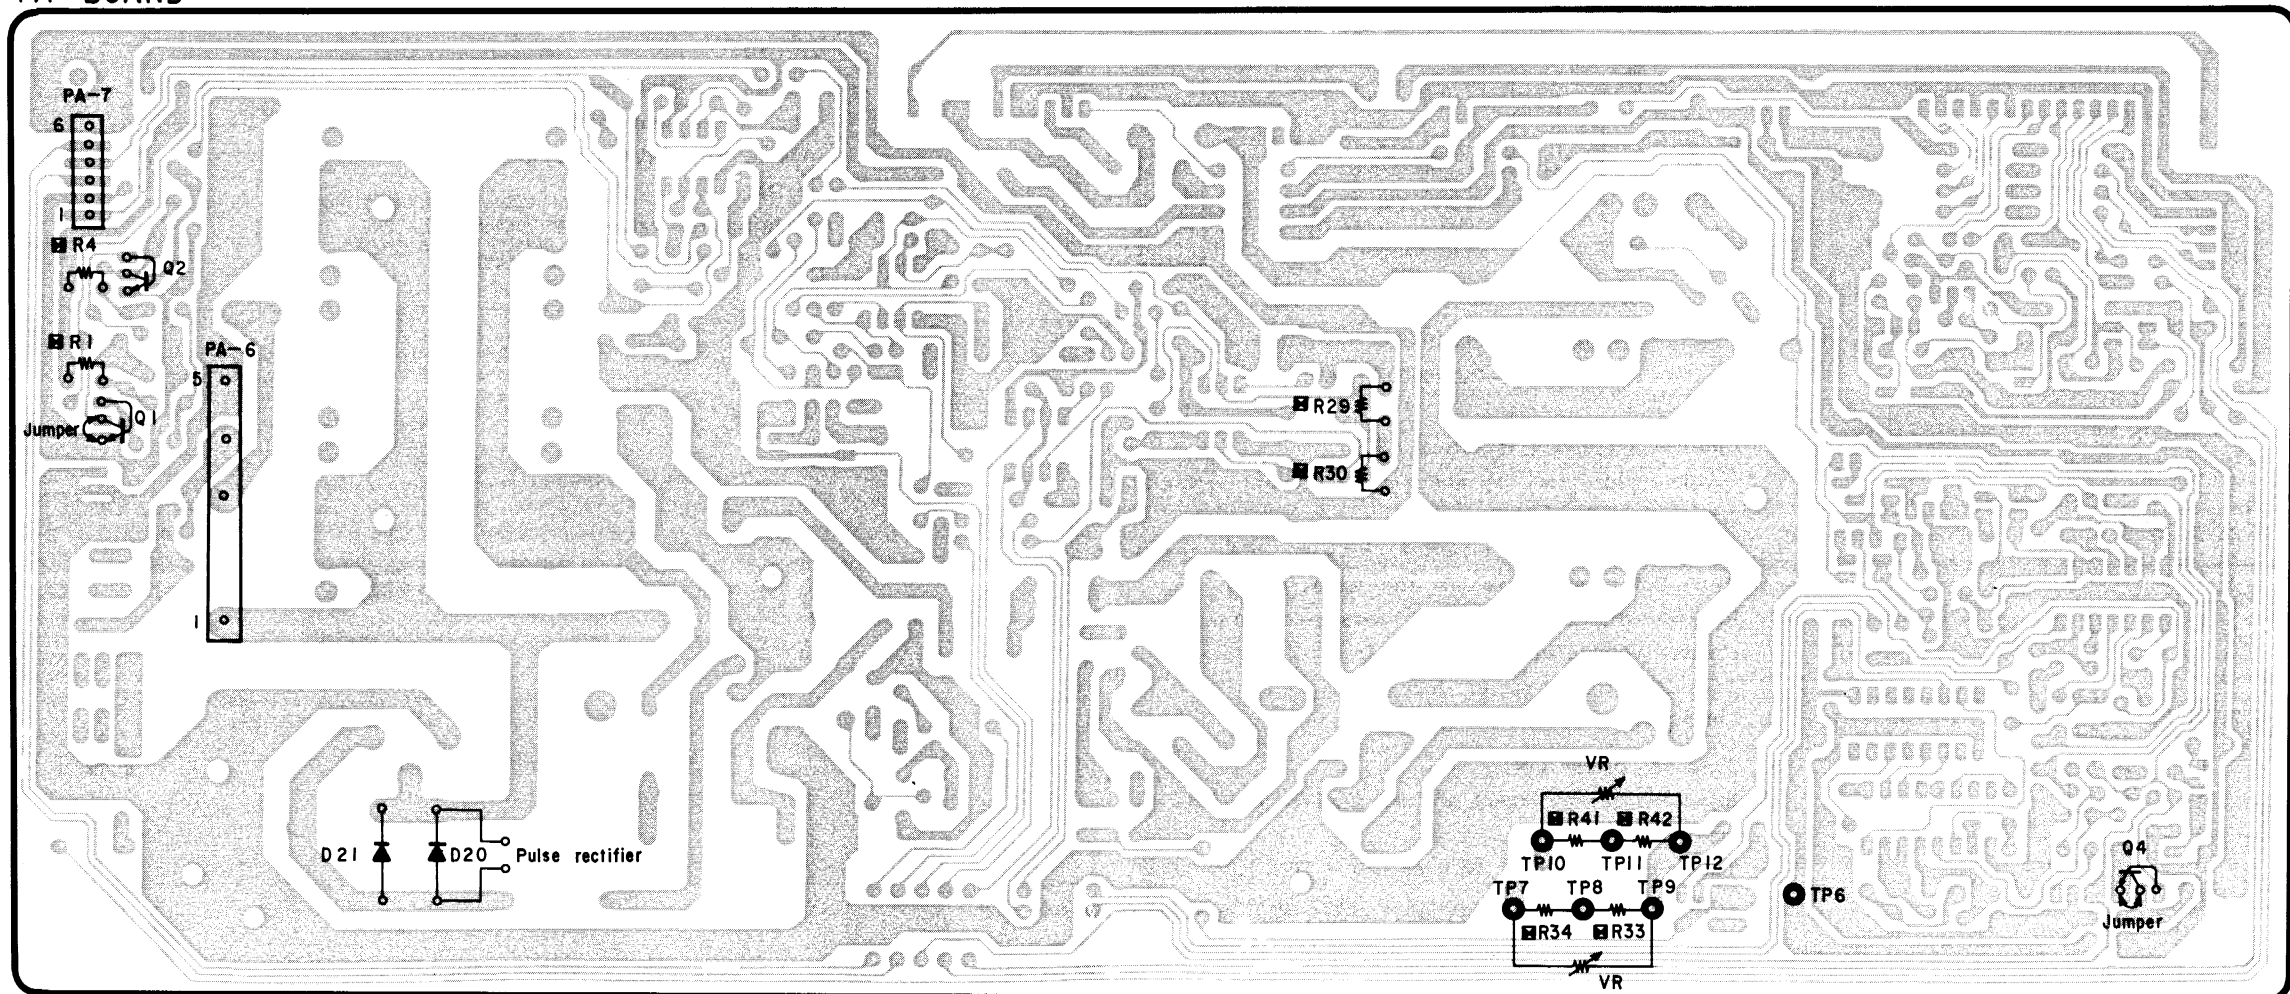 PA-7
6
1
R4
Q2
R1
PA-6
5
Q1
Jumper
1
R29
R30
D21
D20
Pulse rectifier
VR
R41
R42
TP10
TP11
TP12
TP7
TP8
TP9
R34
R33
VR
TP6
Q4
Jumper